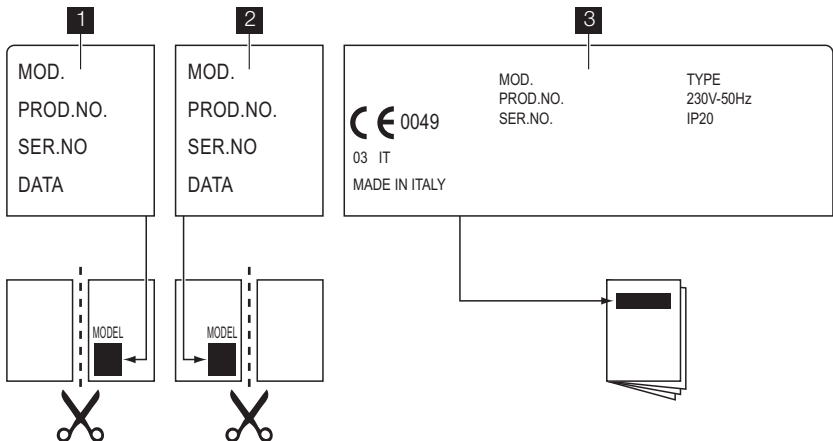 1
2
3
MOD.
PROD.NO.
SER.NO
DATA
MOD.
PROD.NO.
SER.NO
DATA
MOD. TYPE
PROD.NO. 230V-50Hz
SER.NO. IP20
CE 0049
03 IT
MADE IN ITALY
MODEL
MODEL